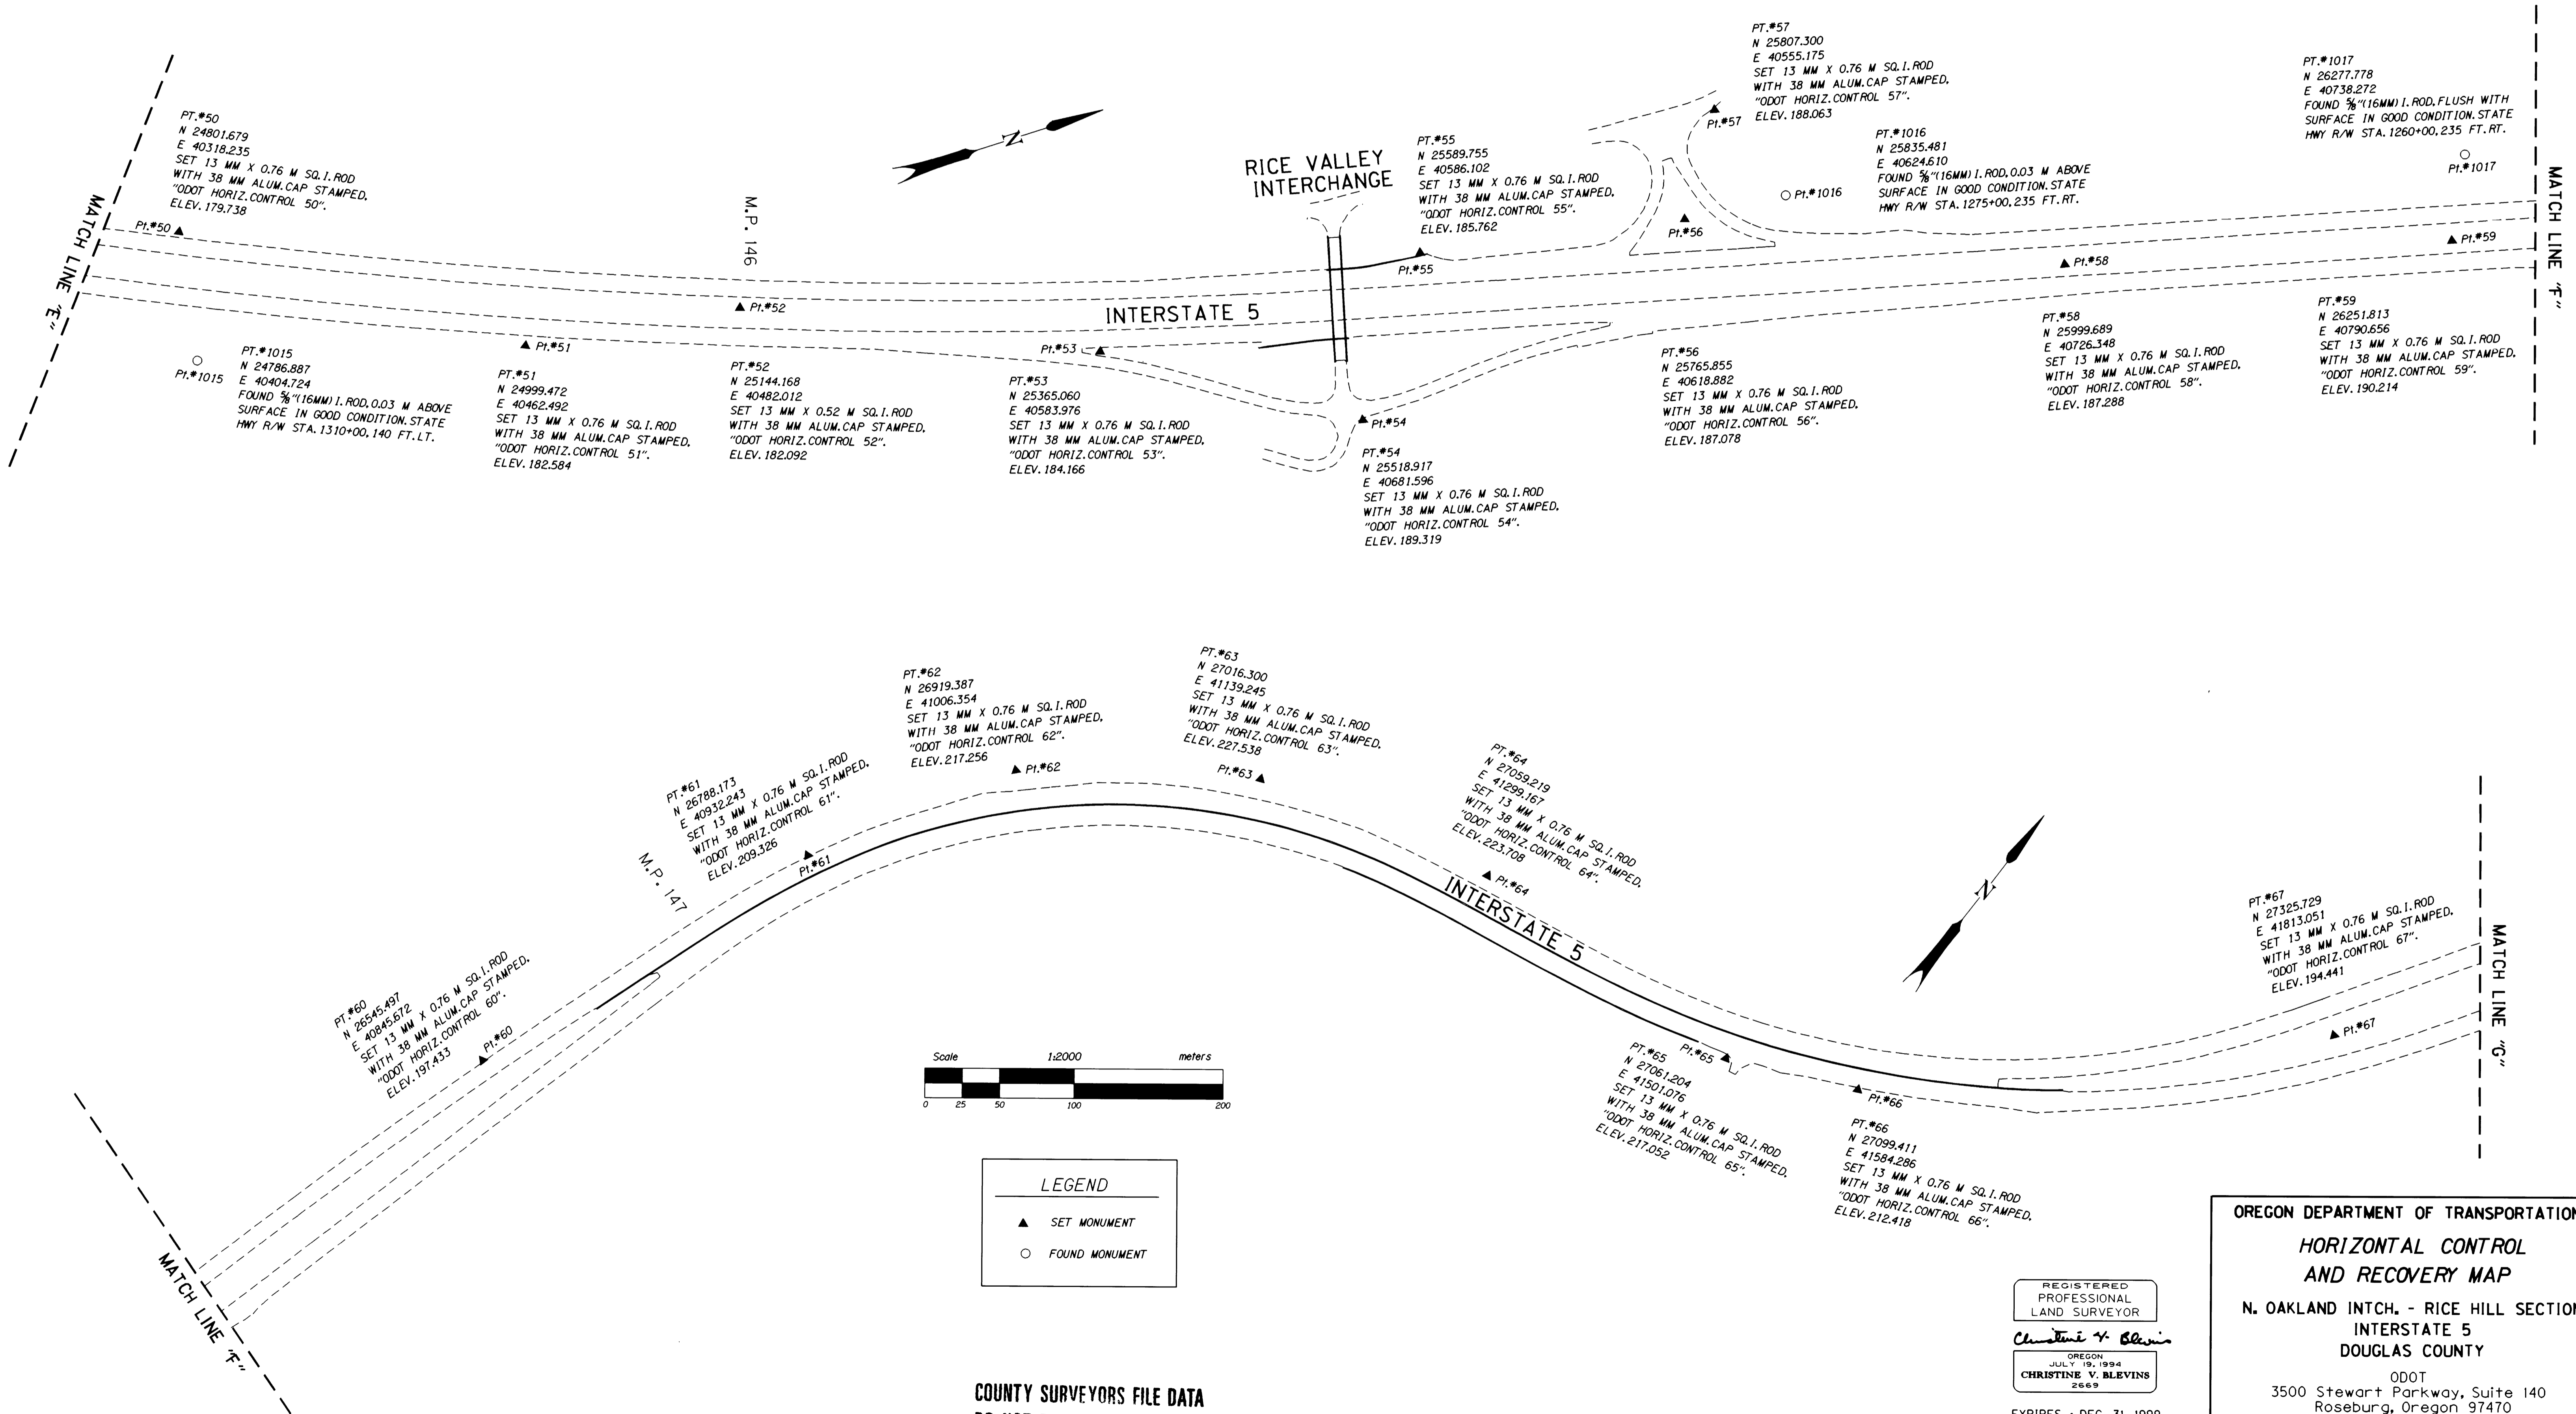 PT.#57
N 25807.300
E 40555.175
SET 13 MM X 0.76 M SQ.I.ROD
WITH 38 MM ALUM.CAP STAMPED,
"ODOT HORIZ.CONTROL 57".
ELEV.188.063
Pt.#57
PT.#1017
N 26277.778
E 40738.272
FOUND 5/8"(16MM) I.ROD,FLUSH WITH
SURFACE IN GOOD CONDITION.STATE
HWY R/W STA.1260+00,235 FT.RT.
Pt.#1017
PT.#50
N 24801.679
E 40318.235
SET 13 MM X 0.76 M SQ.I.ROD
WITH 38 MM ALUM.CAP STAMPED,
"ODOT HORIZ.CONTROL 50".
ELEV.179.738
Pt.#50
MATCH LINE "E"
M.P. 146
N
RICE VALLEY
INTERCHANGE
PT.#55
N 25589.755
E 40586.102
SET 13 MM X 0.76 M SQ.I.ROD
WITH 38 MM ALUM.CAP STAMPED,
"ODOT HORIZ.CONTROL 55".
ELEV.185.762
Pt.#55
Pt.#56
PT.#1016
N 25835.481
E 40624.610
FOUND 5/8"(16MM) I.ROD,0.03 M ABOVE
SURFACE IN GOOD CONDITION.STATE
HWY R/W STA.1275+00,235 FT.RT.
Pt.#1016
MATCH LINE "F"
Pt.#59
Pt.#58
Pt.#52
INTERSTATE 5
Pt.#51
Pt.#53
Pt.#1015
PT.#1015
N 24786.887
E 40404.724
FOUND 5/8"(16MM) I.ROD,0.03 M ABOVE
SURFACE IN GOOD CONDITION.STATE
HWY R/W STA.1310+00,140 FT.LT.
PT.#51
N 24999.472
E 40462.492
SET 13 MM X 0.76 M SQ.I.ROD
WITH 38 MM ALUM.CAP STAMPED,
"ODOT HORIZ.CONTROL 51".
ELEV.182.584
PT.#52
N 25144.168
E 40482.012
SET 13 MM X 0.52 M SQ.I.ROD
WITH 38 MM ALUM.CAP STAMPED,
"ODOT HORIZ.CONTROL 52".
ELEV.182.092
PT.#53
N 25365.060
E 40583.976
SET 13 MM X 0.76 M SQ.I.ROD
WITH 38 MM ALUM.CAP STAMPED,
"ODOT HORIZ.CONTROL 53".
ELEV.184.166
Pt.#54
PT.#54
N 25518.917
E 40681.596
SET 13 MM X 0.76 M SQ.I.ROD
WITH 38 MM ALUM.CAP STAMPED,
"ODOT HORIZ.CONTROL 54".
ELEV.189.319
PT.#56
N 25765.855
E 40618.882
SET 13 MM X 0.76 M SQ.I.ROD
WITH 38 MM ALUM.CAP STAMPED,
"ODOT HORIZ.CONTROL 56".
ELEV.187.078
PT.#58
N 25999.689
E 40726.348
SET 13 MM X 0.76 M SQ.I.ROD
WITH 38 MM ALUM.CAP STAMPED,
"ODOT HORIZ.CONTROL 58".
ELEV.187.288
PT.#59
N 26251.813
E 40790.656
SET 13 MM X 0.76 M SQ.I.ROD
WITH 38 MM ALUM.CAP STAMPED,
"ODOT HORIZ.CONTROL 59".
ELEV.190.214
PT.#60
N 26545.497
E 40845.672
SET 13 MM X 0.76 M SQ.I.ROD
WITH 38 MM ALUM.CAP STAMPED,
"ODOT HORIZ.CONTROL 60".
ELEV.197.433
Pt.#60
M.P. 147
PT.#61
N 26788.173
E 40932.243
SET 13 MM X 0.76 M SQ.I.ROD
WITH 38 MM ALUM.CAP STAMPED,
"ODOT HORIZ.CONTROL 61".
ELEV.209.326
Pt.#61
PT.#62
N 26919.387
E 41006.354
SET 13 MM X 0.76 M SQ.I.ROD
WITH 38 MM ALUM.CAP STAMPED,
"ODOT HORIZ.CONTROL 62".
ELEV.217.256
Pt.#62
PT.#63
N 27016.300
E 41139.245
SET 13 MM X 0.76 M SQ.I.ROD
WITH 38 MM ALUM.CAP STAMPED,
"ODOT HORIZ.CONTROL 63".
ELEV.227.538
Pt.#63
PT.#64
N 27059.219
E 41299.167
SET 13 MM X 0.76 M SQ.I.ROD
WITH 38 MM ALUM.CAP STAMPED,
"ODOT HORIZ.CONTROL 64".
ELEV.223.708
Pt.#64
INTERSTATE 5
N
PT.#67
N 27325.729
E 41813.051
SET 13 MM X 0.76 M SQ.I.ROD
WITH 38 MM ALUM.CAP STAMPED,
"ODOT HORIZ.CONTROL 67".
ELEV.194.441
Pt.#67
MATCH LINE "G"
Pt.#65
PT.#65
N 27061.204
E 41501.076
SET 13 MM X 0.76 M SQ.I.ROD
WITH 38 MM ALUM.CAP STAMPED,
"ODOT HORIZ.CONTROL 65".
ELEV.217.052
Pt.#66
PT.#66
N 27099.411
E 41584.286
SET 13 MM X 0.76 M SQ.I.ROD
WITH 38 MM ALUM.CAP STAMPED,
"ODOT HORIZ.CONTROL 66".
ELEV.212.418
Scale 1:2000 meters
0 25 50 100 200
LEGEND
SET MONUMENT
FOUND MONUMENT
MATCH LINE "F"
COUNTY SURVEYORS FILE DATA
REGISTERED
PROFESSIONAL
LAND SURVEYOR
Christine V. Blevins
OREGON
JULY 19, 1994
CHRISTINE V. BLEVINS
2669
OREGON DEPARTMENT OF TRANSPORTATION
HORIZONTAL CONTROL
AND RECOVERY MAP
N. OAKLAND INTCH. - RICE HILL SECTION
INTERSTATE 5
DOUGLAS COUNTY
ODOT
3500 Stewart Parkway, Suite 140
Roseburg, Oregon 97470